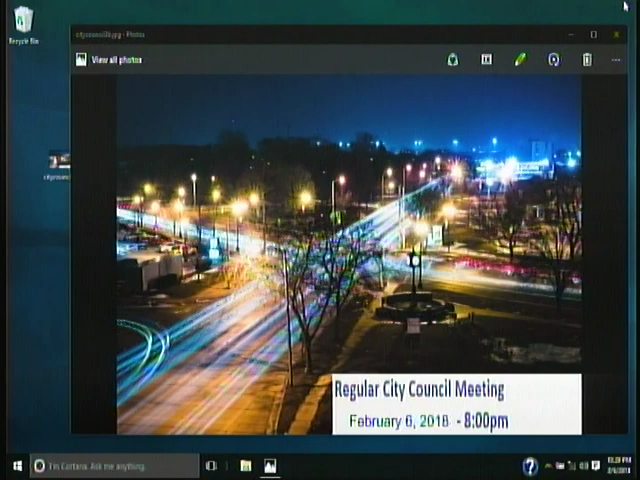 Recycle Bin
View all photos
Regular City Council Meeting
February 6, 2018 - 8:00pm
I'm Cortana. Ask me anything.